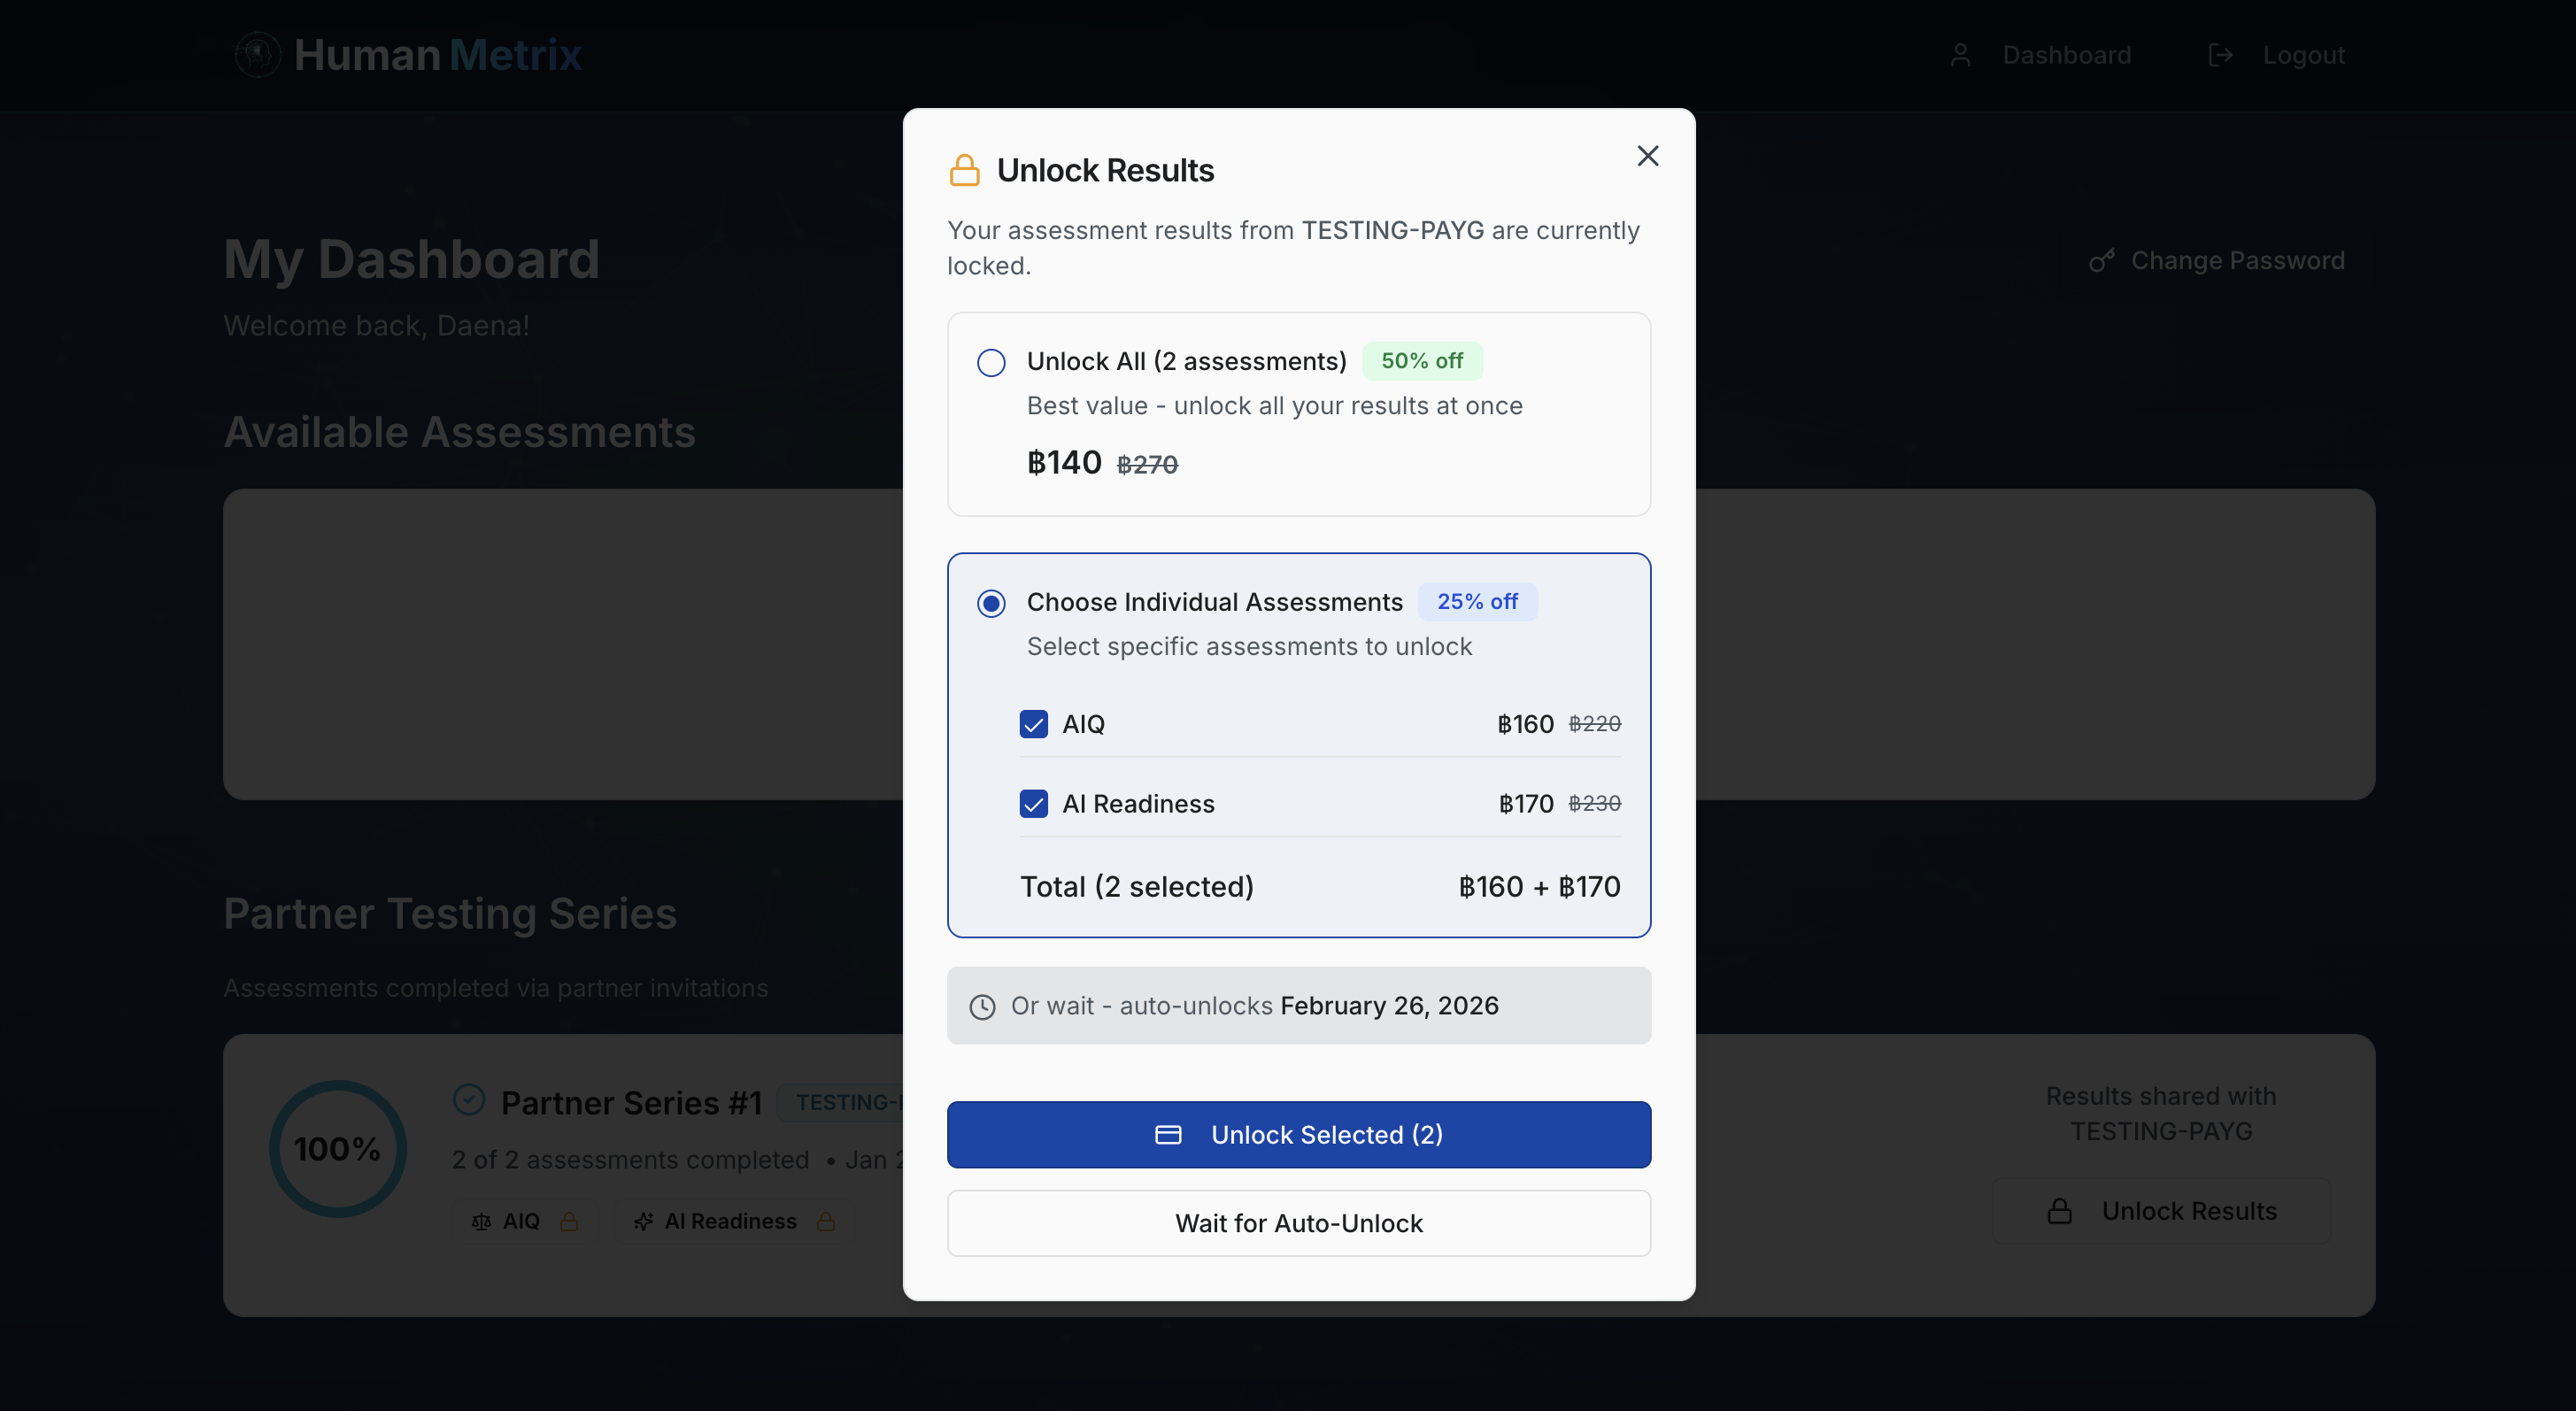 Human Metrix
Dashboard
Logout
My Dashboard
Change Password
Welcome back, Daena!
Available Assessments
Unlock Results
Your assessment results from TESTING-PAYG are currently
locked.
Unlock All (2 assessments) 50% off
Best value - unlock all your results at once
฿140 ฿270
Choose Individual Assessments 25% off
Select specific assessments to unlock
AIQ ฿160 ฿220
AI Readiness ฿170 ฿230
Total (2 selected) ฿160 + ฿170
Or wait - auto-unlocks February 26, 2026
Unlock Selected (2)
Wait for Auto-Unlock
Partner Testing Series
Assessments completed via partner invitations
100%
Partner Series #1 TESTING-
2 of 2 assessments completed • Jan
AIQ AI Readiness
Results shared with
TESTING-PAYG
Unlock Results